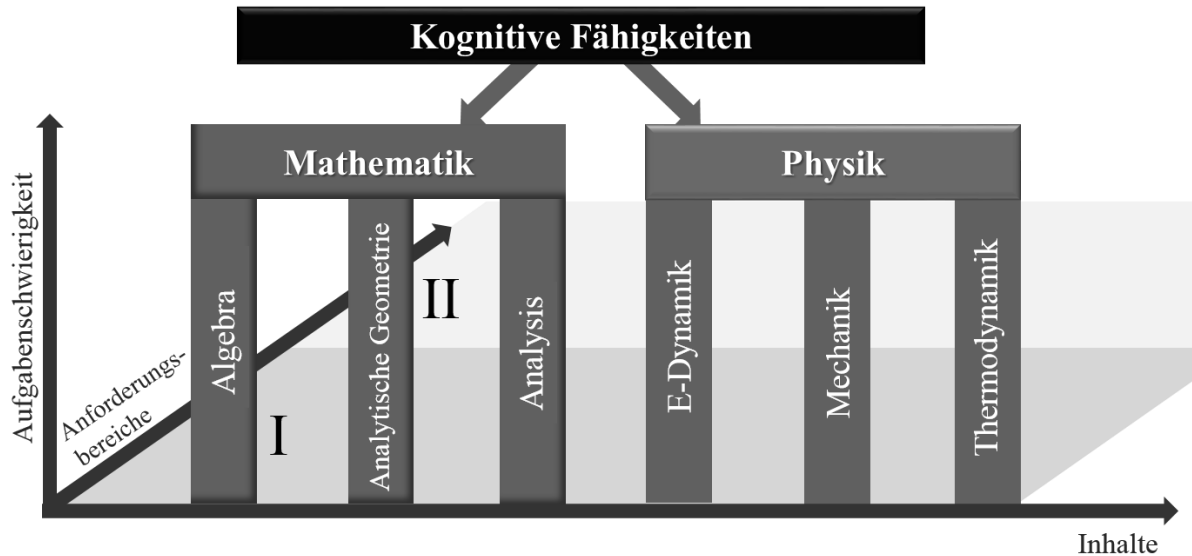 Kognitive Fähigkeiten
Mathematik
Physik
Aufgabenschwierigkeit
Anforderungs-
bereiche
Algebra
I
Analytische Geometrie
II
Analysis
E-Dynamik
Mechanik
Thermodynamik
Inhalte